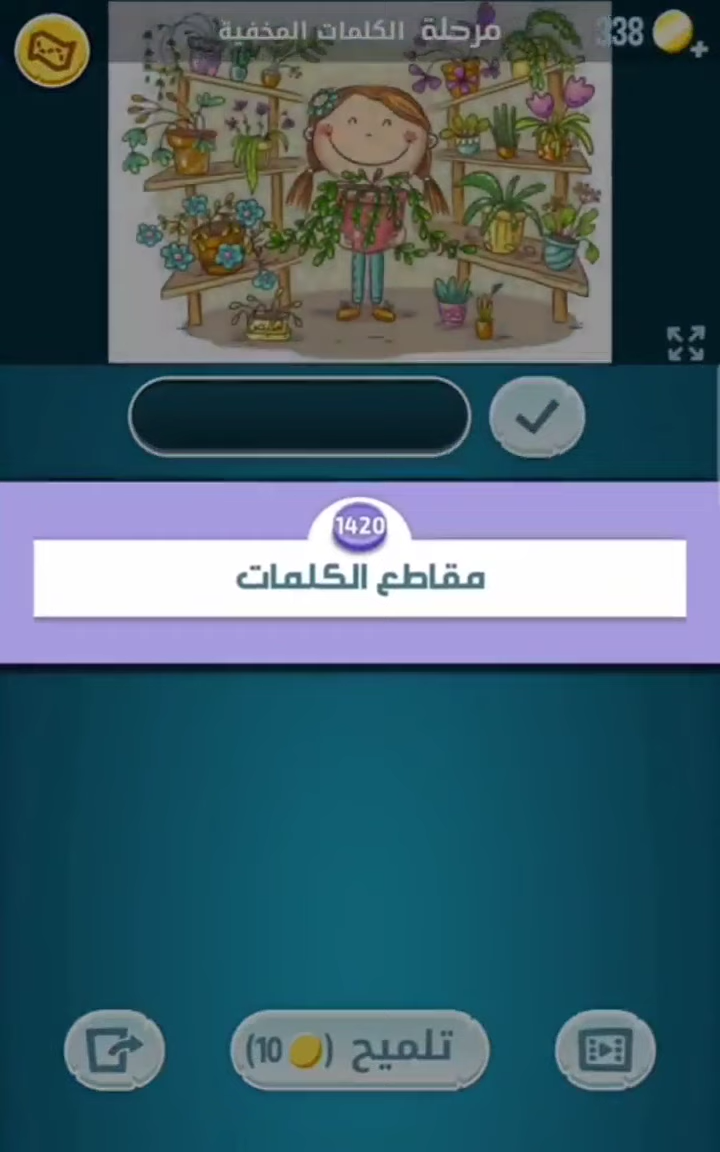 مرحلة الكلمات المخفية
338
1420
مقاطع الكلمات
تلميح (10)